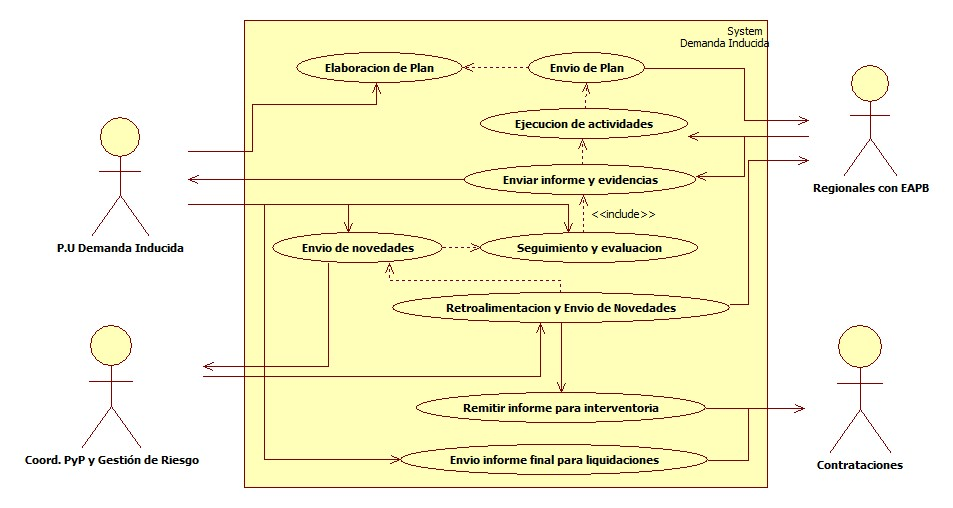 System
Demanda Inducida
Elaboracion de Plan
Envio de Plan
Ejecucion de actividades
Enviar informe y evidencias
Regionales con EAPB
<<include>>
P.U Demanda Inducida
Envio de novedades
Seguimiento y evaluacion
Retroalimentacion y Envio de Novedades
Remitir informe para interventoria
Coord. PyP y Gestión de Riesgo
Envio informe final para liquidaciones
Contrataciones